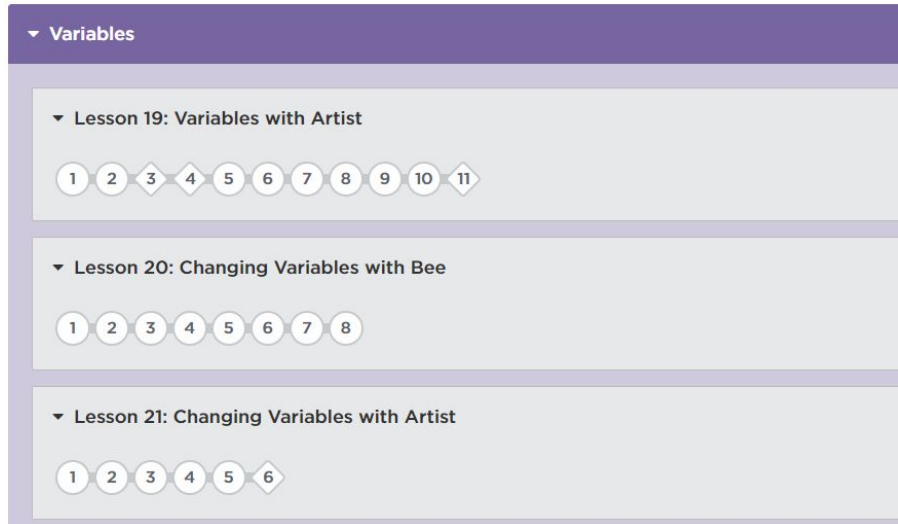 Variables
Lesson 19: Variables with Artist
1 2 3 4 5 6 7 8 9 10 11
Lesson 20: Changing Variables with Bee
1 2 3 4 5 6 7 8
Lesson 21: Changing Variables with Artist
1 2 3 4 5 6